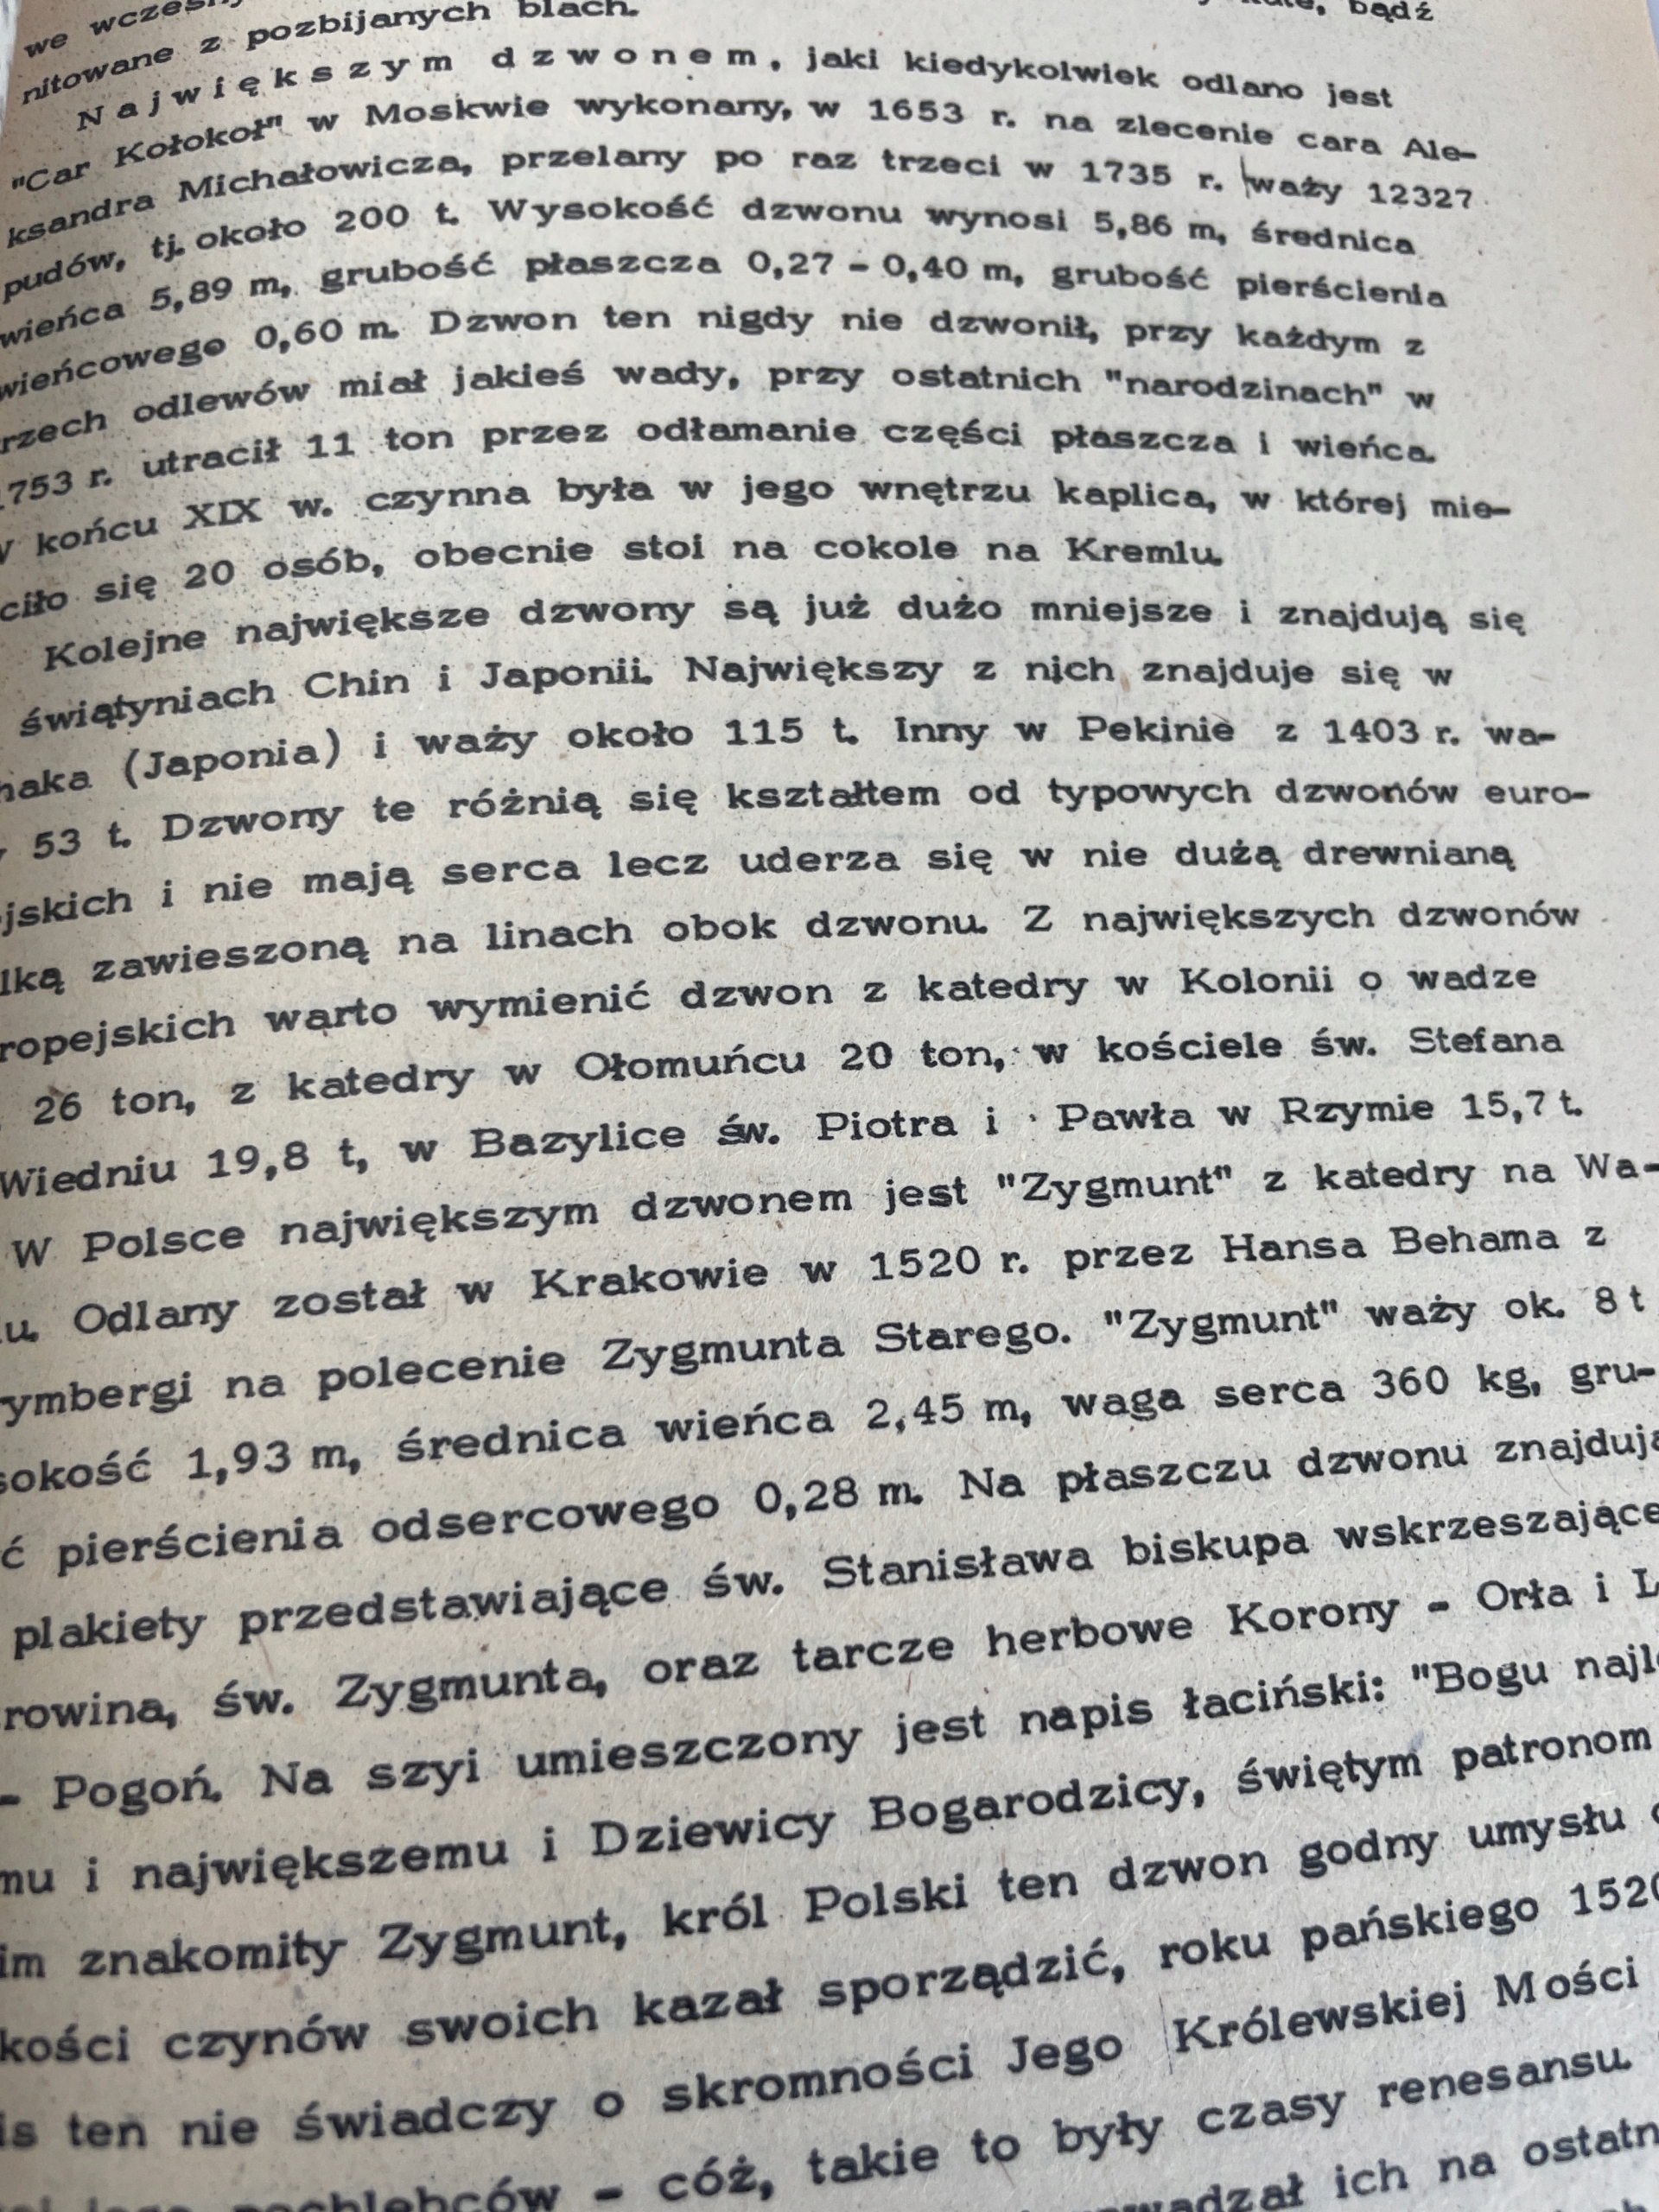 we
nitowane z pozbijanych blach. bądź
Największym dzwonem, jaki kiedykolwiek odlano jest
"Car Kołokoł" w Moskwie wykonany, w 1653 r. na zlecenie cara Ale-
ksandra Michałowicza, przelany po raz trzeci w 1735 r. waży 12327
pudów, tj. około 200 t. Wysokość dzwonu wynosi 5,86 m, średnica
wieńca 5,89 m, grubość płaszcza 0,27 - 0,40 m, grubość pierścienia
wieńcowego 0,60 m. Dzwon ten nigdy nie dzwonił, przy każdym z
rzech odlewów miał jakieś wady, przy ostatnich "narodzinach" w
753 r. utracił 11 ton przez odłamanie części płaszcza i wieńca.
końcu XIX w. czynna była w jego wnętrzu kaplica, w której mie-
ciło się 20 osób, obecnie stoi na cokole na Kremlu.
Kolejne największe dzwony są już dużo mniejsze i znajdują się
świątyniach Chin i Japonii. Największy z nich znajduje się w
naka (Japonia) i waży około 115 t. Inny w Pekinie z 1403 r. wa-
53 t. Dzwony te różnią się kształtem od typowych dzwonów euro-
jskich i nie mają serca lecz uderza się w nie dużą drewnianą
lką zawieszoną na linach obok dzwonu. Z największych dzwonów
ropejskich warto wymienić dzwon z katedry w Kolonii o wadze
26 ton, z katedry w Ołomuńcu 20 ton, w kościele św. Stefana
Wiedniu 19,8 t, w Bazylice św. Piotra i Pawła w Rzymie 15,7 t.
W Polsce największym dzwonem jest "Zygmunt" z katedry na Wa-
u. Odlany został w Krakowie w 1520 r. przez Hansa Behama z
ymbergi na polecenie Zygmunta Starego. "Zygmunt" waży ok. 8 t
sokość 1,93 m, średnica wieńca 2,45 m, waga serca 360 kg, gru-
ć pierścienia odsercowego 0,28 m. Na płaszczu dzwonu znajdują
plakiety przedstawiające św. Stanisława biskupa wskrzeszające
rowina, św. Zygmunta, oraz tarcze herbowe Korony - Orła i L
- Pogoń. Na szyi umieszczony jest napis łaciński: "Bogu najl
mu i największemu i Dziewicy Bogarodzicy, świętym patronom
im znakomity Zygmunt, król Polski ten dzwon godny umysłu
kości czynów swoich kazał sporządzić, roku pańskiego 1520
is ten nie świadczy o skromności Jego Królewskiej Mości
pochlebców - cóż, takie to były czasy renesansu.
ich na ostatn